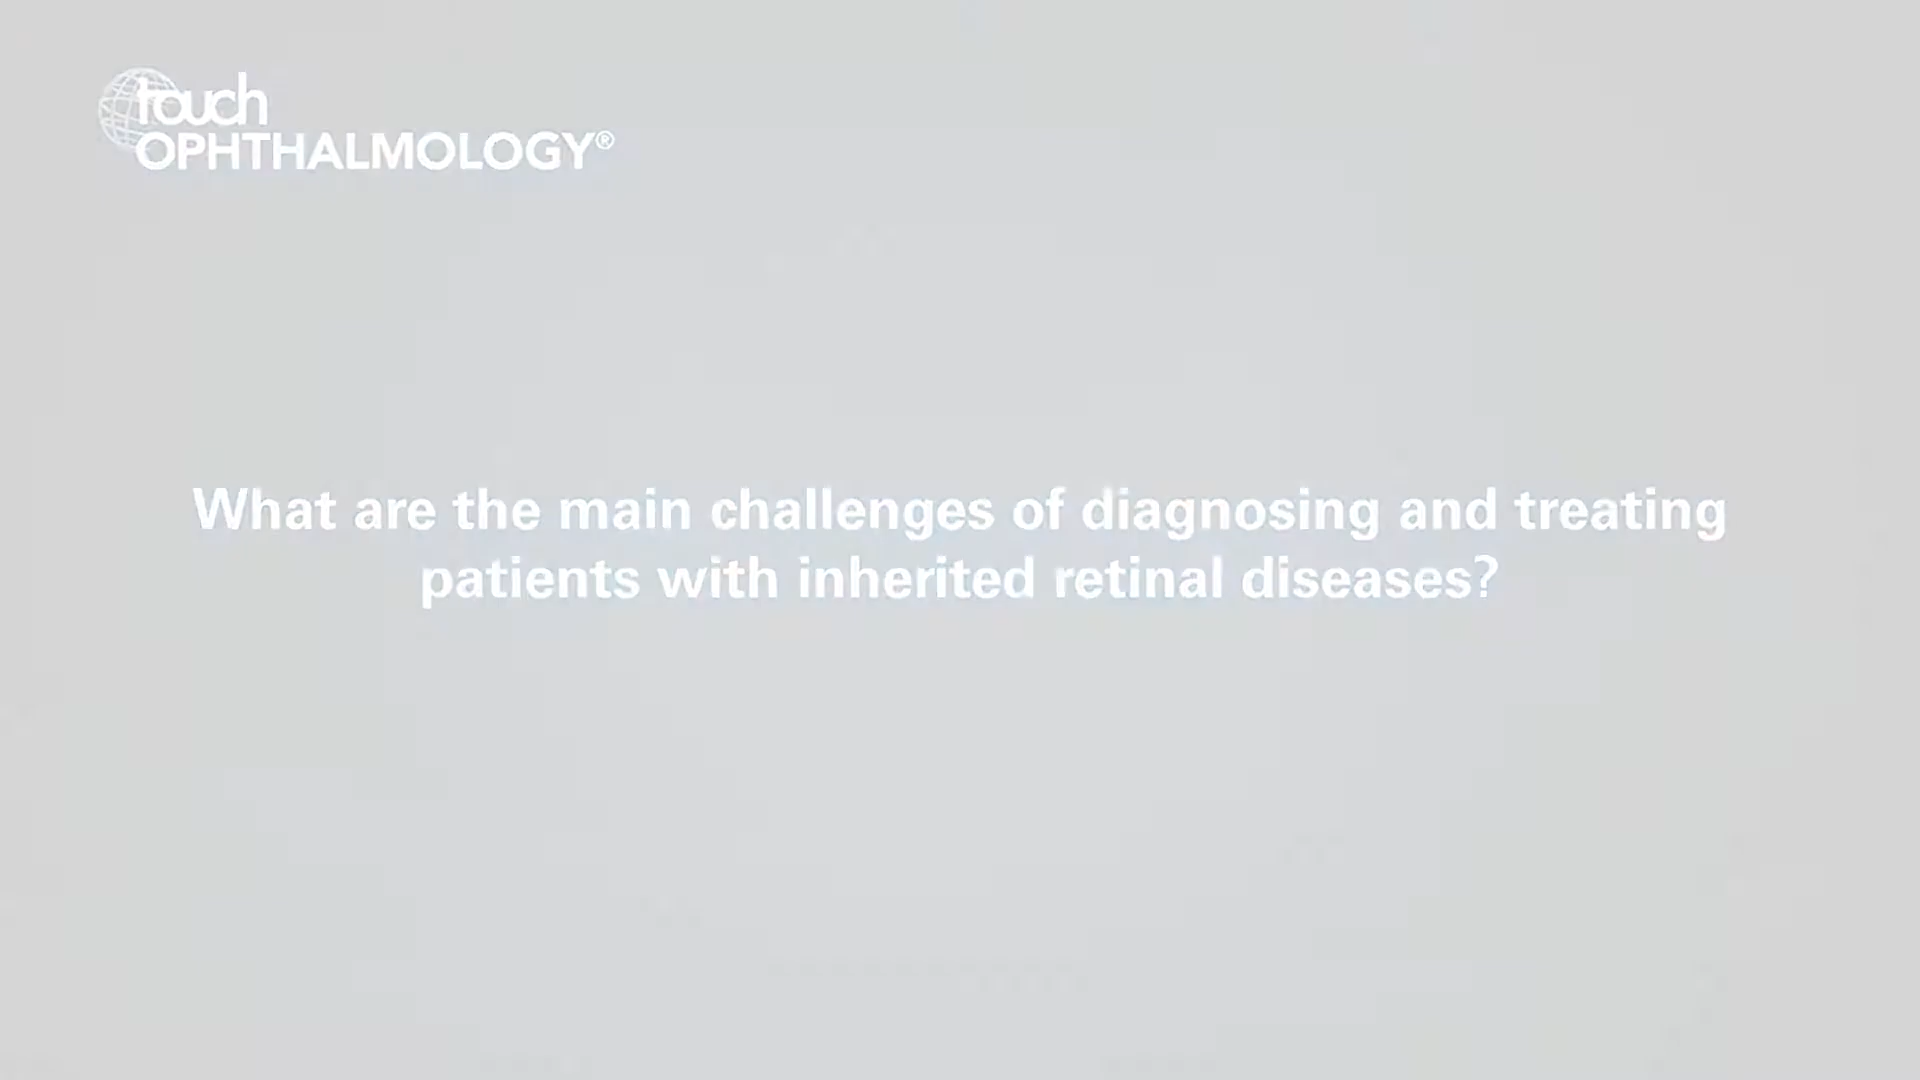 touch
OPHTHALMOLOGY®
What are the main challenges of diagnosing and treating
patients with inherited retinal diseases?